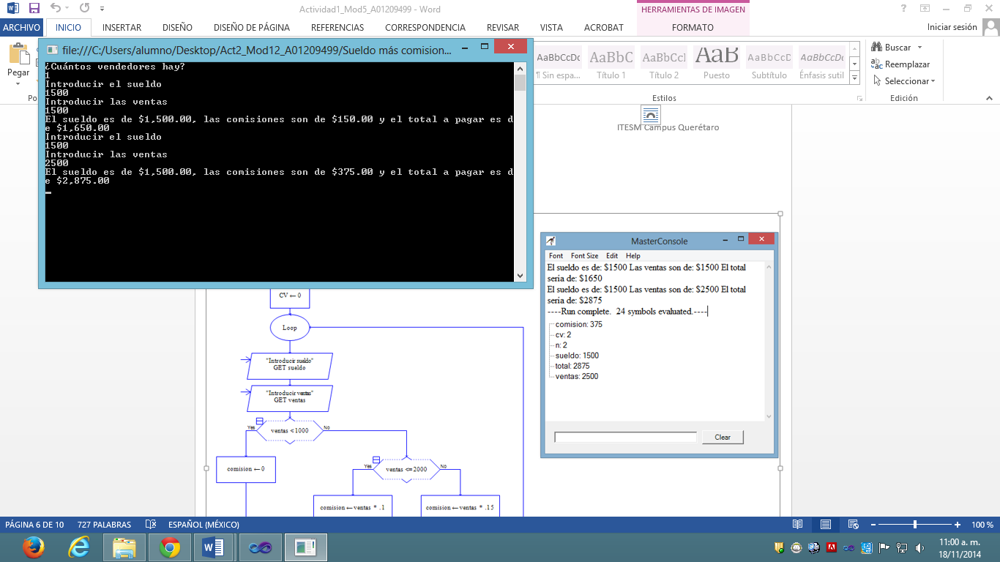 Actividad1_Mod5_A01209499 - Word
HERRAMIENTAS DE IMAGEN
ARCHIVO INICIO INSERTAR DISEÑO DISEÑO DE PÁGINA REFERENCIAS CORRESPONDENCIA REVISAR VISTA ACROBAT FORMATO Iniciar sesión
Pegar
AaBbCcDc AaBbC AaBbCc AaB AaBbCcD AaBbCcDc
¶ Sin espa... Título 1 Título 2 Puesto Subtítulo Énfasis sutil
Estilos
Buscar
Reemplazar
Seleccionar
Edición
file:///C:/Users/alumno/Desktop/Act2_Mod12_A01209499/Sueldo más comision...
¿Cuántos vendedores hay?
1
Introducir el sueldo
1500
Introducir las ventas
1500
El sueldo es de $1,500.00, las comisiones son de $150.00 y el total a pagar es d
e $1,650.00
Introducir el sueldo
1500
Introducir las ventas
2500
El sueldo es de $1,500.00, las comisiones son de $375.00 y el total a pagar es d
e $2,875.00
ITESM Campus Querétaro
MasterConsole
Font Font Size Edit Help
El sueldo es de: $1500 Las ventas son de: $1500 El total
seria de: $1650
El sueldo es de: $1500 Las ventas son de: $2500 El total
seria de: $2875
----Run complete. 24 symbols evaluated.----
comision: 375
cv: 2
n: 2
sueldo: 1500
total: 2875
ventas: 2500
Clear
CV ← 0
Loop
"Introducir sueldo"
GET sueldo
"Introducir ventas"
GET ventas
Yes ventas < 1000 No
comision ← 0
Yes ventas <= 2000 No
comision ← ventas * .1
comision ← ventas * .15
PÁGINA 6 DE 10 727 PALABRAS ESPAÑOL (MÉXICO) 100 %
11:00 a. m.
18/11/2014